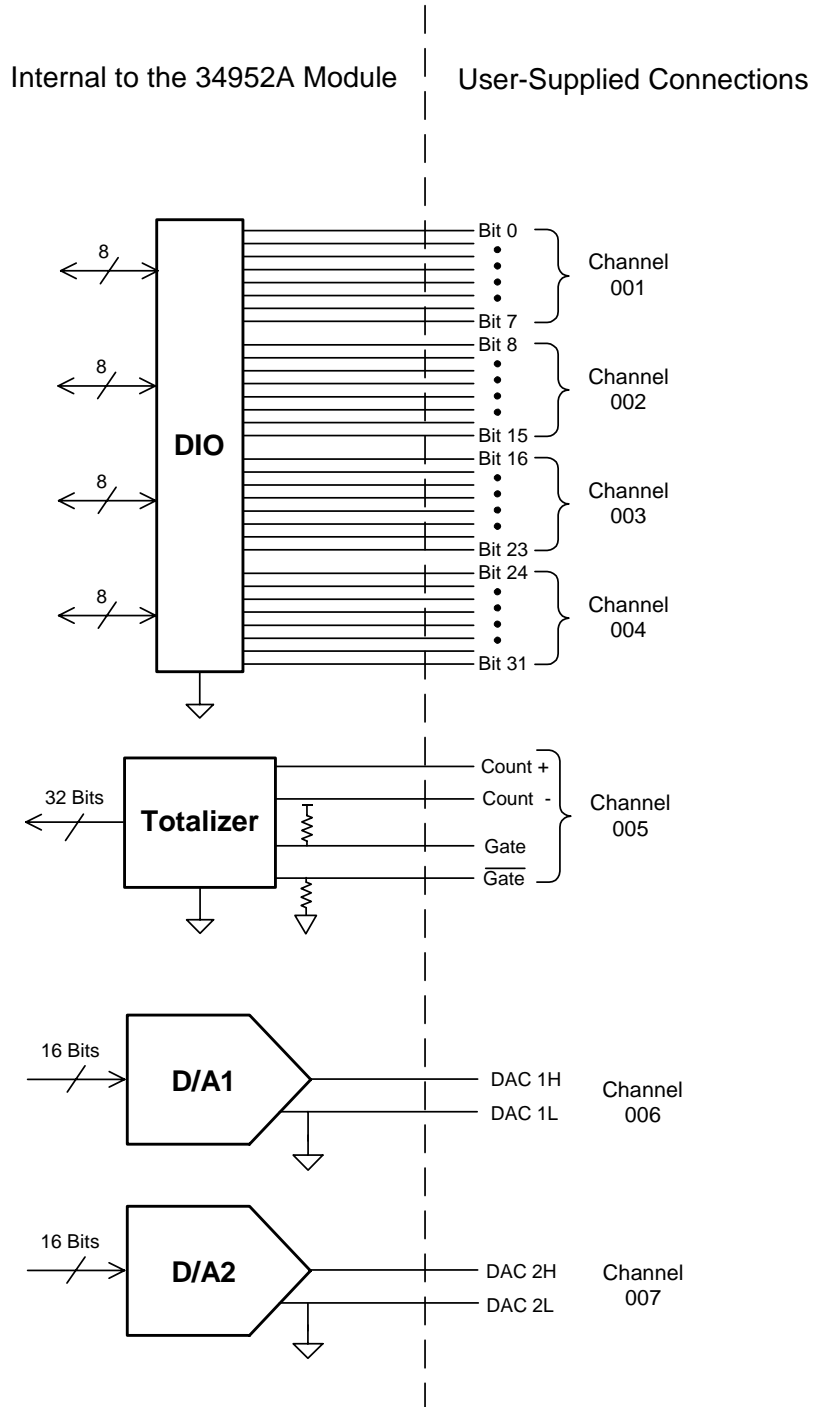 Internal to the 34952A Module
User-Supplied Connections
8
8
8
8
DIO
Bit 0
Bit 7
Channel
001
Bit 8
Bit 15
Channel
002
Bit 16
Bit 23
Channel
003
Bit 24
Bit 31
Channel
004
32 Bits
Totalizer
Count +
Count -
Gate
Gate
Channel
005
16 Bits
D/A1
DAC 1H
DAC 1L
Channel
006
16 Bits
D/A2
DAC 2H
DAC 2L
Channel
007